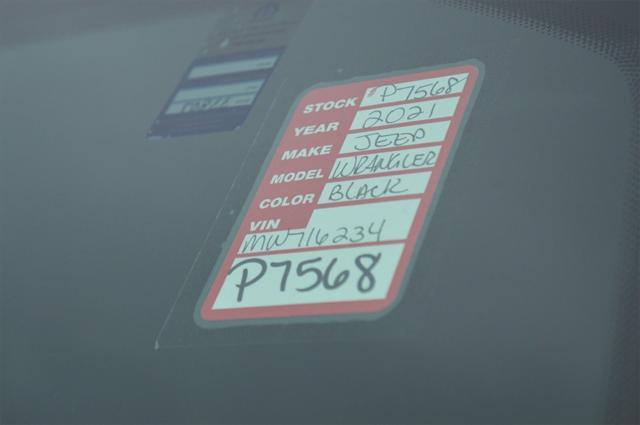 STOCK # P7568
YEAR 2021
MAKE JEEP
MODEL WRANGLER
COLOR BLACK
VIN
MW716234
P7568